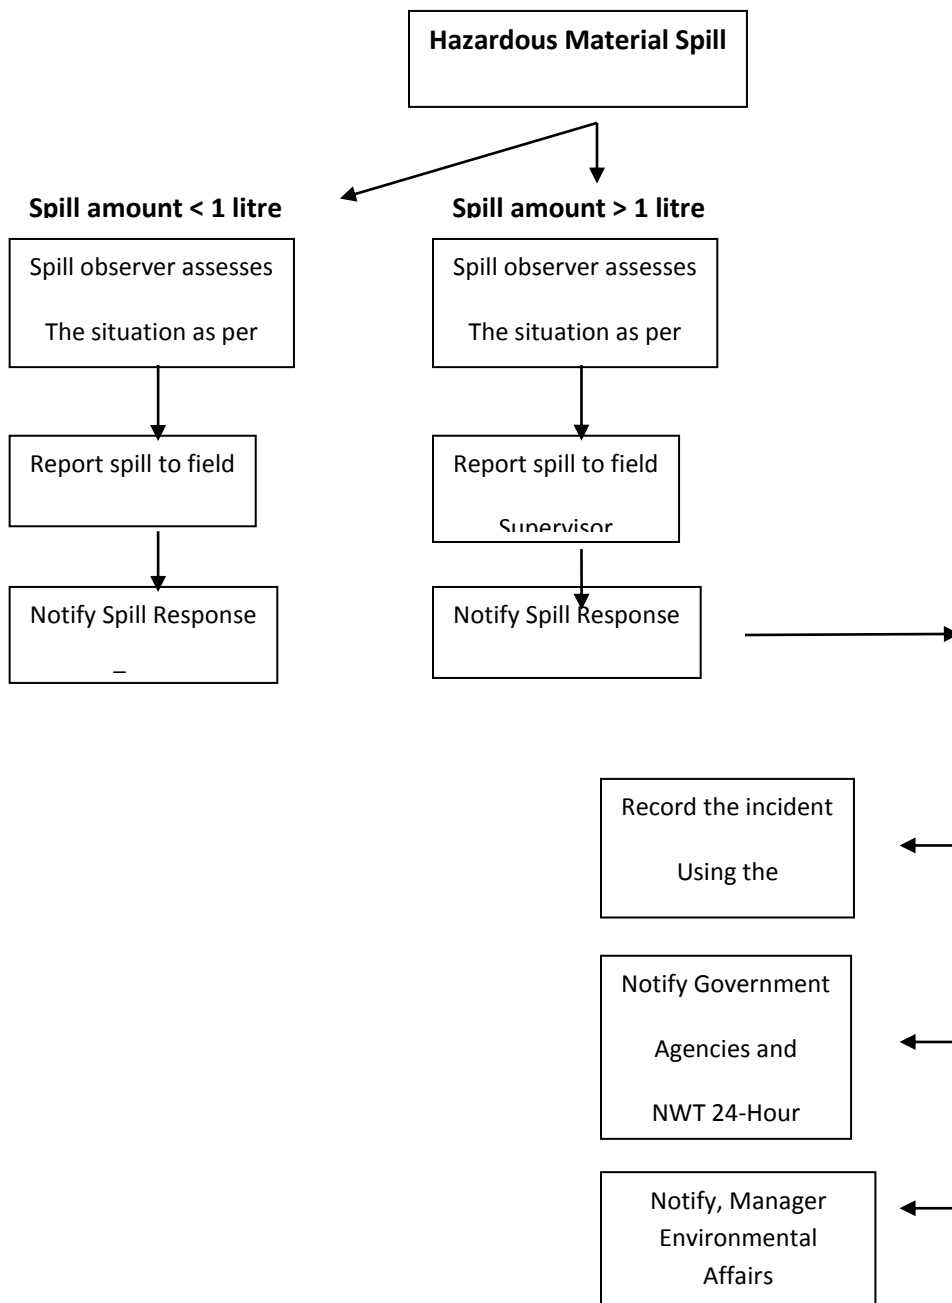 Hazardous Material Spill
Spill amount < 1 litre
Spill observer assesses
The situation as per
Report spill to field
Notify Spill Response
–
Spill amount > 1 litre
Spill observer assesses
The situation as per
Report spill to field
Supervisor
Notify Spill Response
Record the incident
Using the
Notify Government
Agencies and
NWT 24-Hour
Notify, Manager
Environmental
Affairs